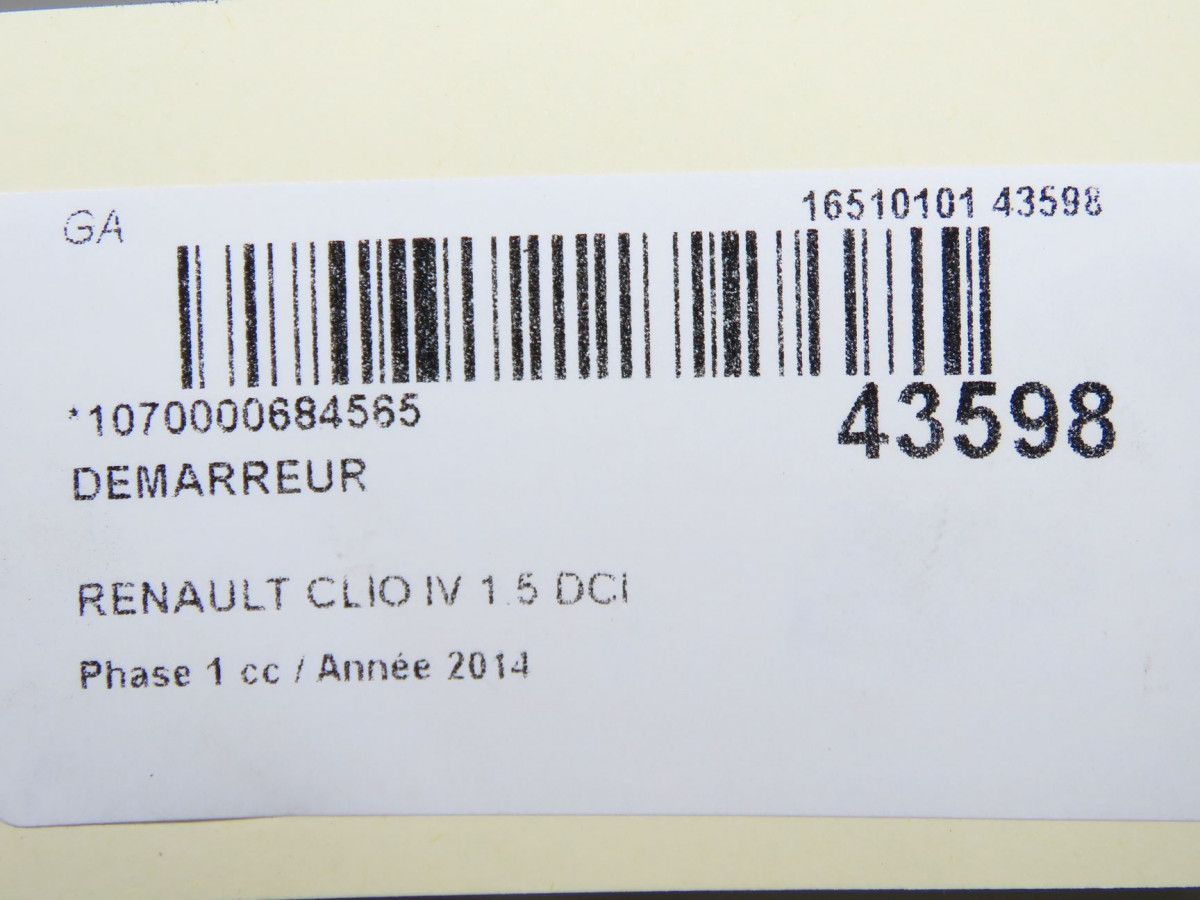 GA
16510101 43598
*1070000684565
43598
DEMARREUR
RENAULT CLIO IV 1.5 DCI
Phase 1 cc / Année 2014